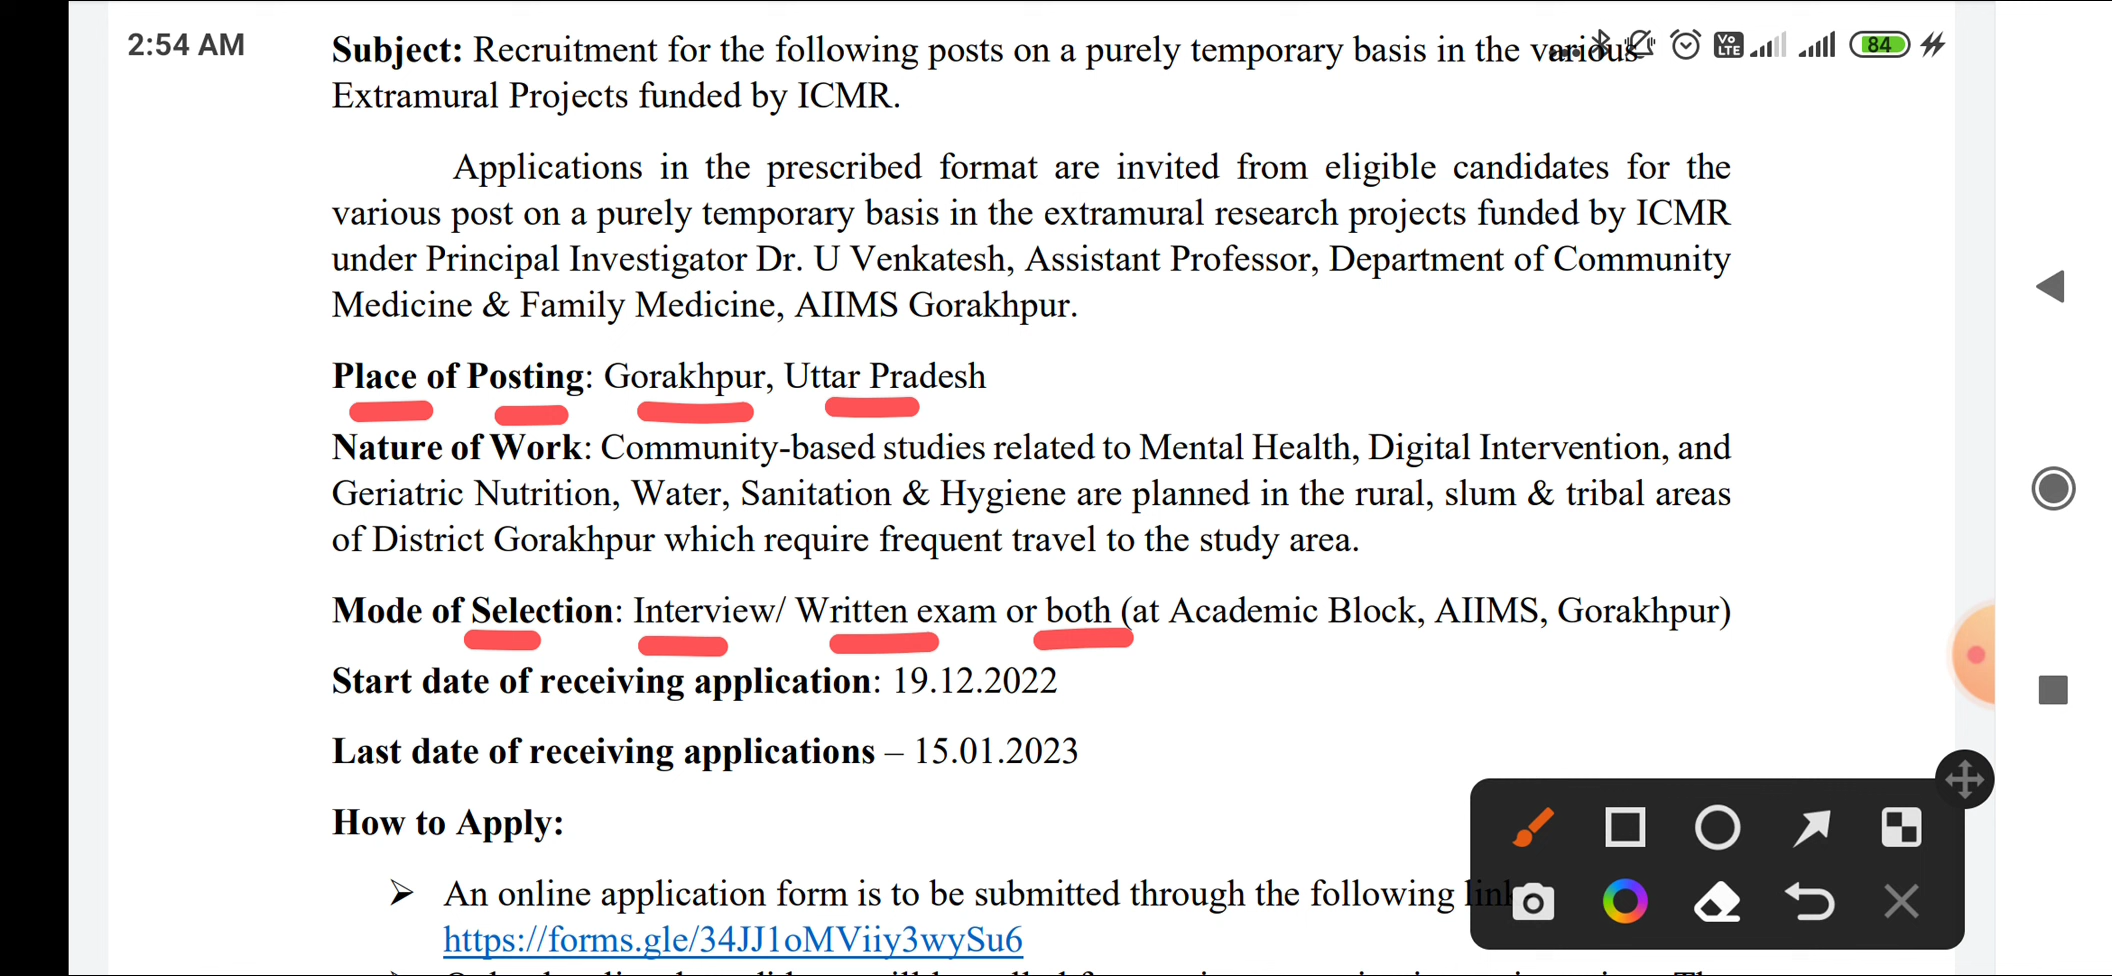 2:54 AM
84
Subject: Recruitment for the following posts on a purely temporary basis in the various
Extramural Projects funded by ICMR.
Applications in the prescribed format are invited from eligible candidates for the
various post on a purely temporary basis in the extramural research projects funded by ICMR
under Principal Investigator Dr. U Venkatesh, Assistant Professor, Department of Community
Medicine & Family Medicine, AIIMS Gorakhpur.
Place of Posting: Gorakhpur, Uttar Pradesh
Nature of Work: Community-based studies related to Mental Health, Digital Intervention, and
Geriatric Nutrition, Water, Sanitation & Hygiene are planned in the rural, slum & tribal areas
of District Gorakhpur which require frequent travel to the study area.
Mode of Selection: Interview/ Written exam or both (at Academic Block, AIIMS, Gorakhpur)
Start date of receiving application: 19.12.2022
Last date of receiving applications – 15.01.2023
How to Apply:
➢ An online application form is to be submitted through the following link
https://forms.gle/34JJ1oMViiy3wySu6